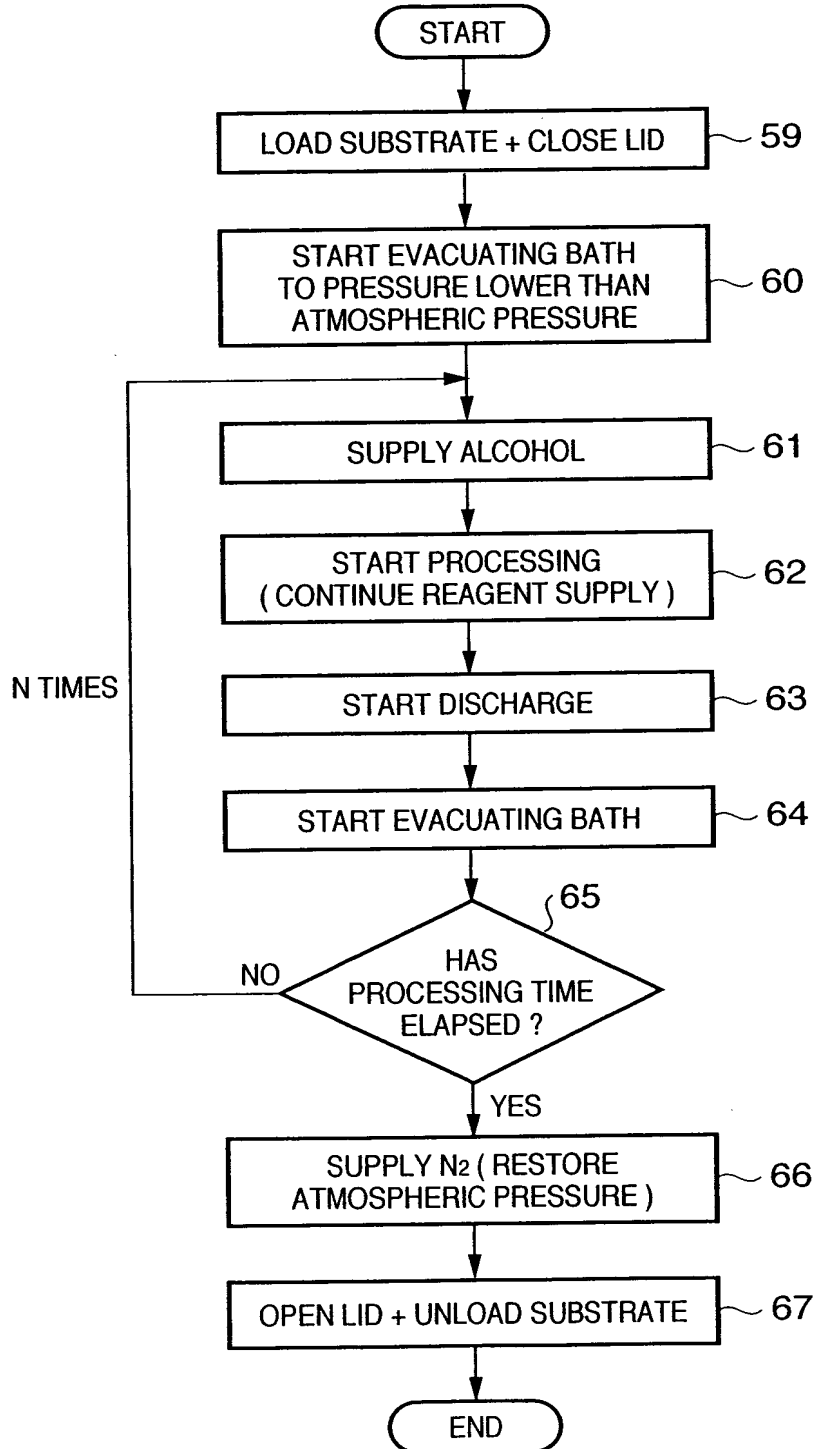 START
LOAD SUBSTRATE + CLOSE LID
59
START EVACUATING BATH
TO PRESSURE LOWER THAN
ATMOSPHERIC PRESSURE
60
SUPPLY ALCOHOL
61
START PROCESSING
( CONTINUE REAGENT SUPPLY )
62
N TIMES
START DISCHARGE
63
START EVACUATING BATH
64
65
HAS
PROCESSING TIME
ELAPSED ?
NO
YES
SUPPLY N2 ( RESTORE
ATMOSPHERIC PRESSURE )
66
OPEN LID + UNLOAD SUBSTRATE
67
END